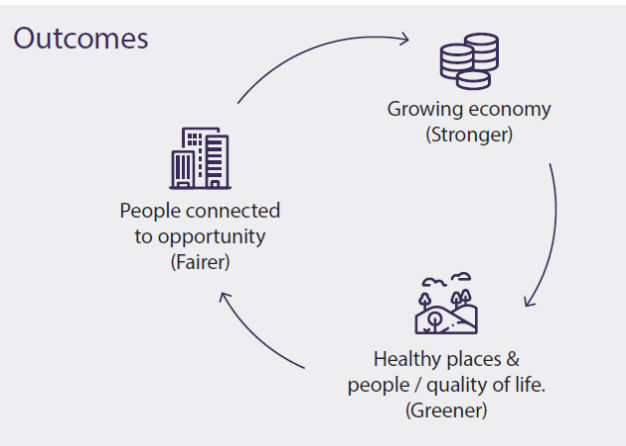 Outcomes
Growing economy
(Stronger)
People connected
to opportunity
(Fairer)
Healthy places &
people / quality of life.
(Greener)